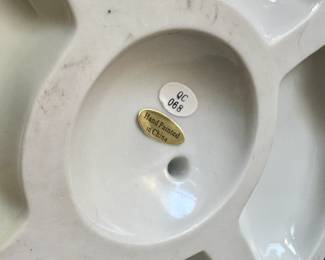 QC
068
Hand Painted
in China